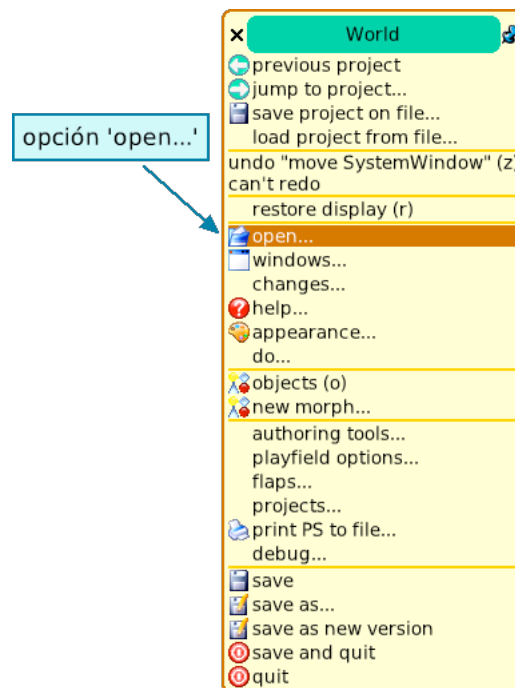 World
previous project
jump to project...
save project on file...
load project from file...
opción 'open...'
undo "move SystemWindow" (z)
can't redo
restore display (r)
open...
windows...
changes...
help...
appearance...
do...
objects (o)
new morph...
authoring tools...
playfield options...
flaps...
projects...
print PS to file...
debug...
save
save as...
save as new version
save and quit
quit